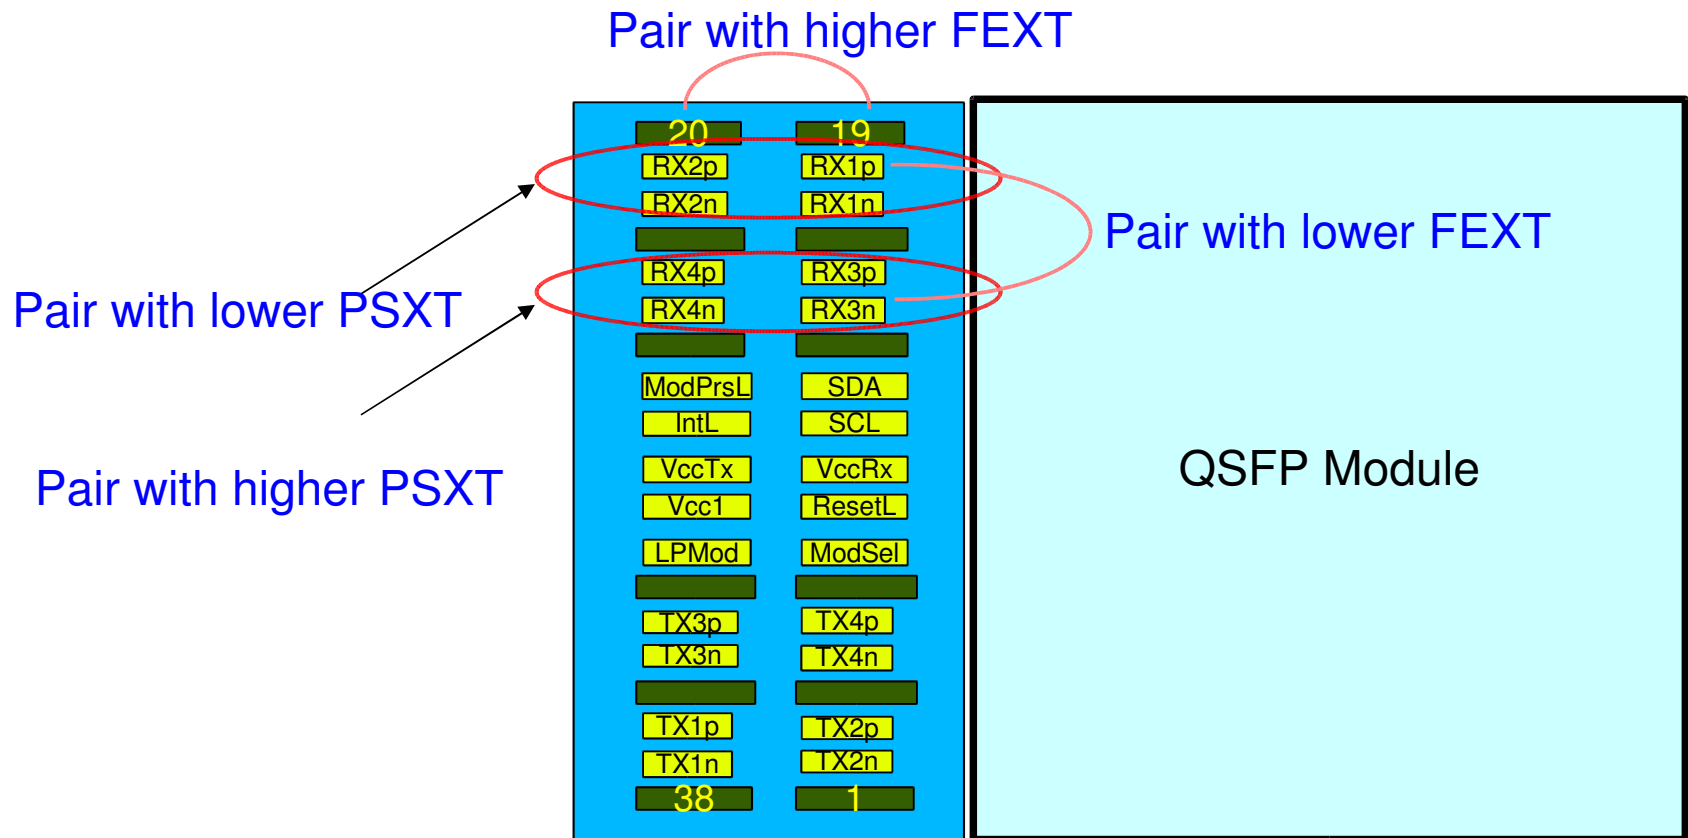 Pair with higher FEXT
20 19
RX2p RX1p
RX2n RX1n
Pair with lower FEXT
RX4p RX3p
Pair with lower PSXT
RX4n RX3n
ModPrsL SDA
IntL SCL
VccTx VccRx
QSFP Module
Pair with higher PSXT
Vcc1 ResetL
LPMod ModSel
TX3p TX4p
TX3n TX4n
TX1p TX2p
TX1n TX2n
38 1